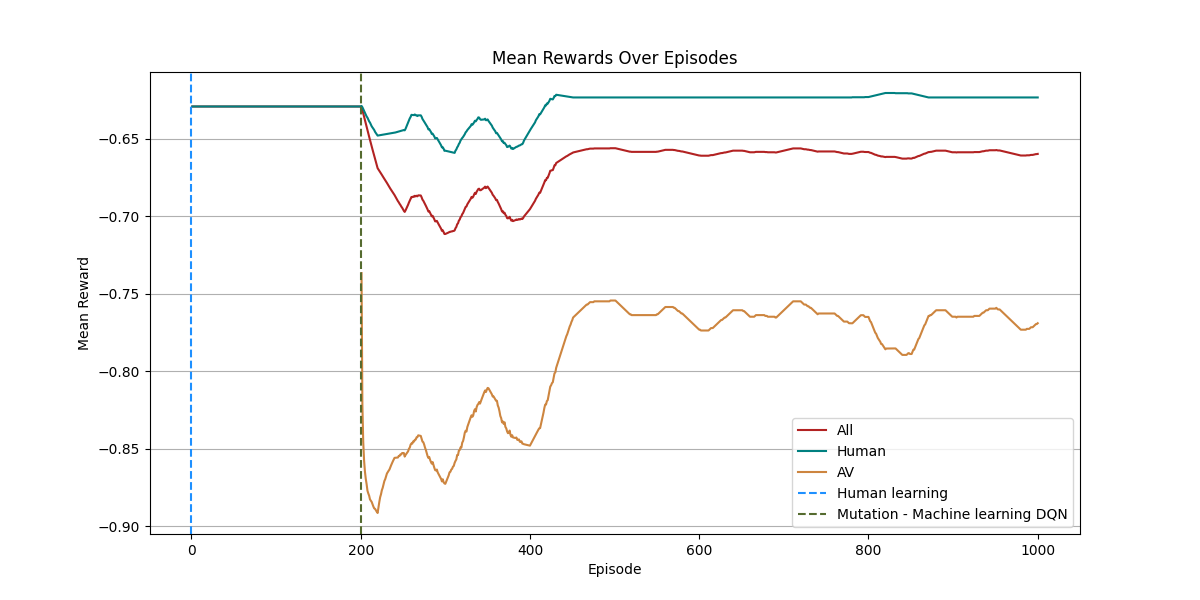 Mean Rewards Over Episodes
Mean Reward
−0.65
−0.70
−0.75
−0.80
−0.85
−0.90
0
200
400
600
800
1000
Episode
All
Human
AV
Human learning
Mutation - Machine learning DQN